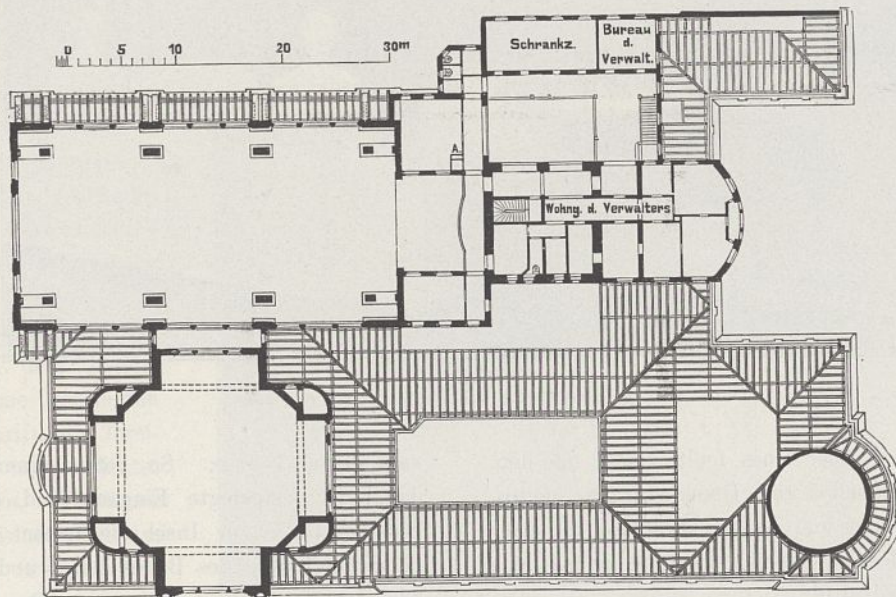 Bureau
d.
Verwalt.
Schrankz.
0 5 10 20 30m
A.
Wohng. d. Verwalters